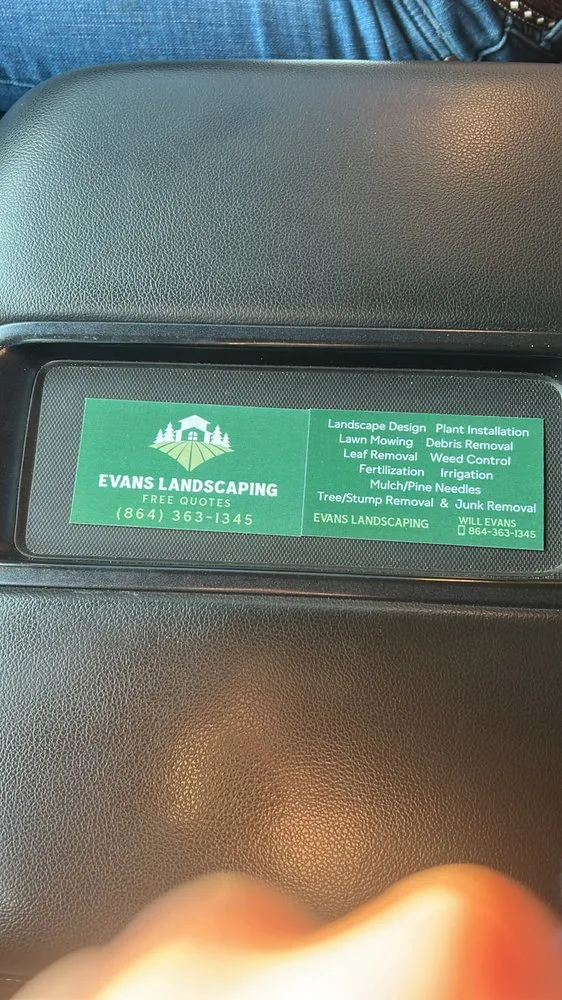 EVANS LANDSCAPING
FREE QUOTES
(864) 363-1345
Landscape Design Plant Installation
Lawn Mowing Debris Removal
Leaf Removal Weed Control
Fertilization Irrigation
Mulch/Pine Needles
Tree/Stump Removal & Junk Removal
EVANS LANDSCAPING
WILL EVANS
864-363-1345